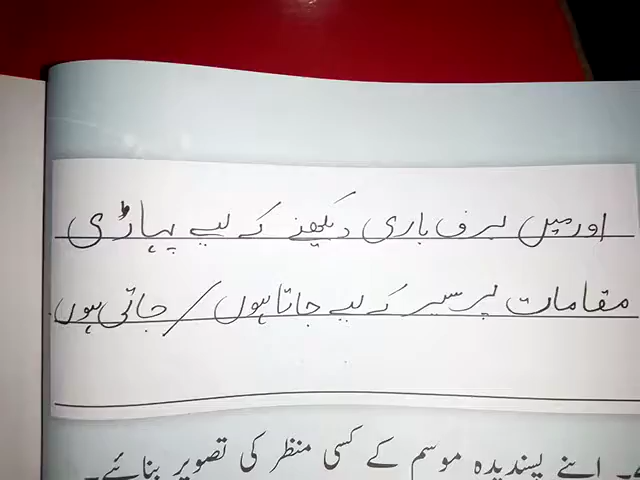 اور میں برف باری دیکھنے کے لیے پہاڑی
مقامات پر سیر کے لیے جاتا ہوں / جاتی ہوں
اپنے پسندیدہ موسم کے کسی منظر کی تصویر بنائیے۔